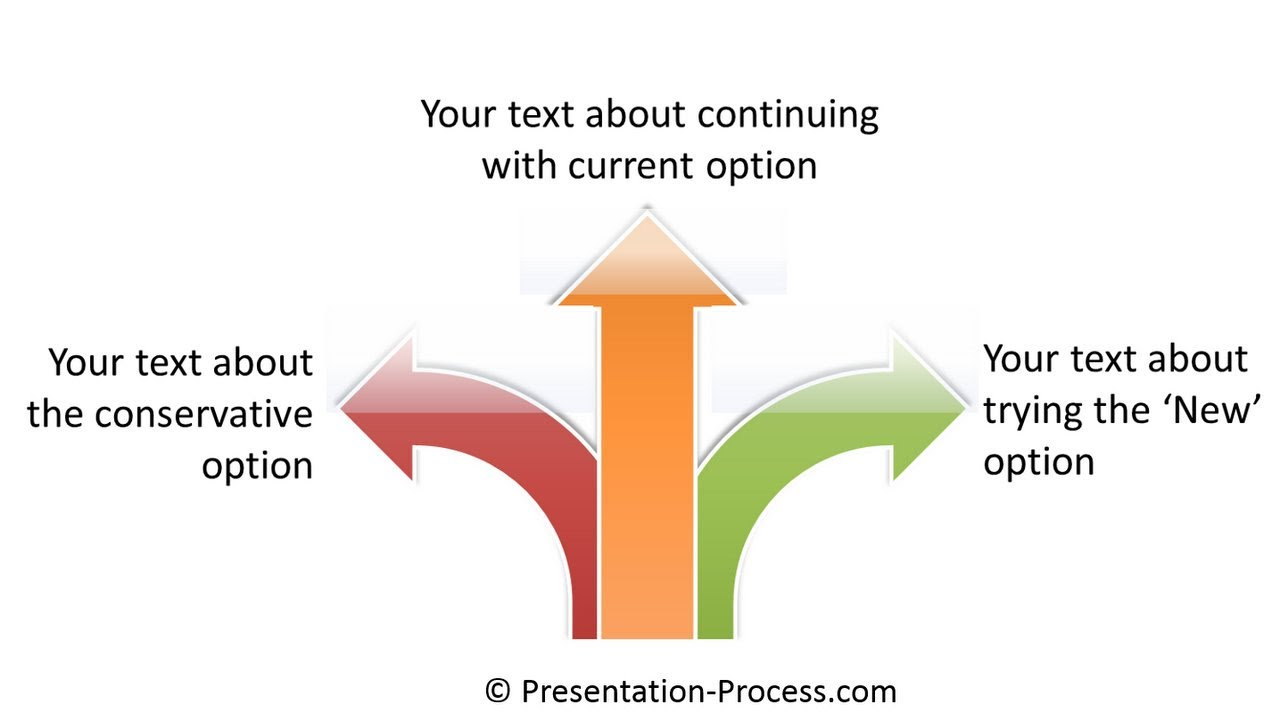 Your text about continuing
with current option
Your text about
the conservative
option
Your text about
trying the ‘New’
option
© Presentation-Process.com